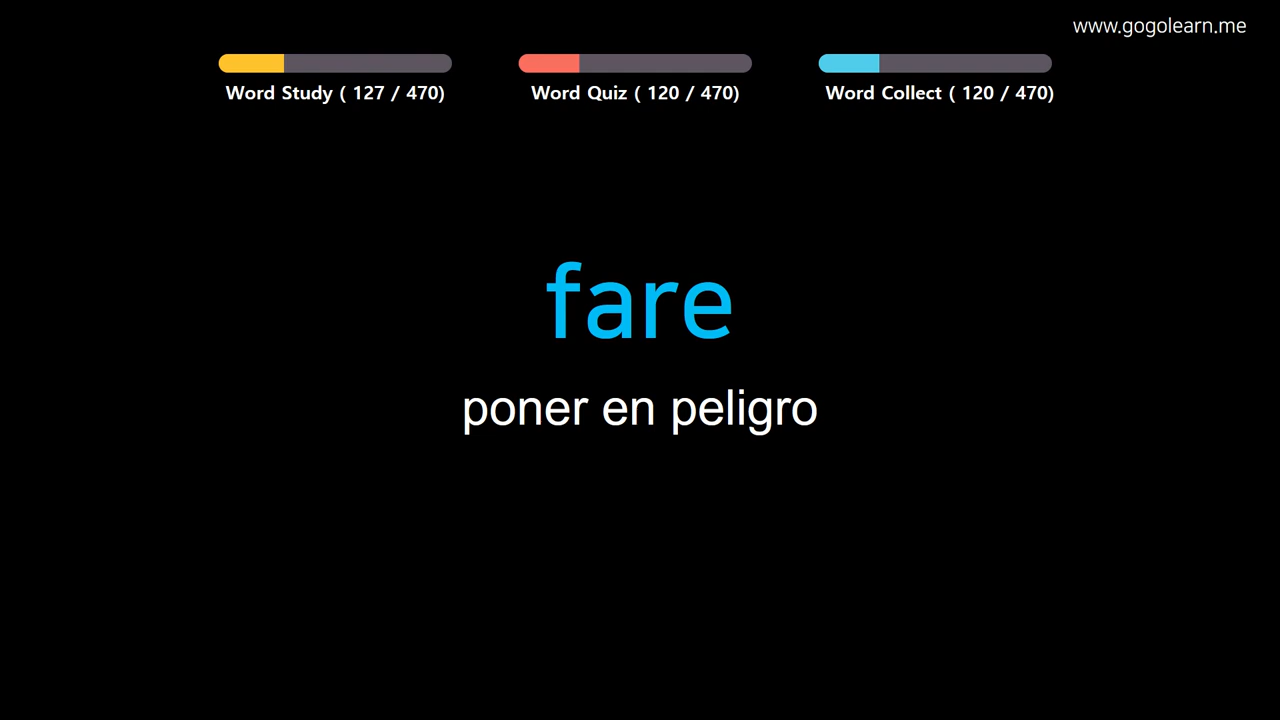 www.gogolearn.me
Word Study ( 127 / 470)
Word Quiz ( 120 / 470)
Word Collect ( 120 / 470)
fare
poner en peligro